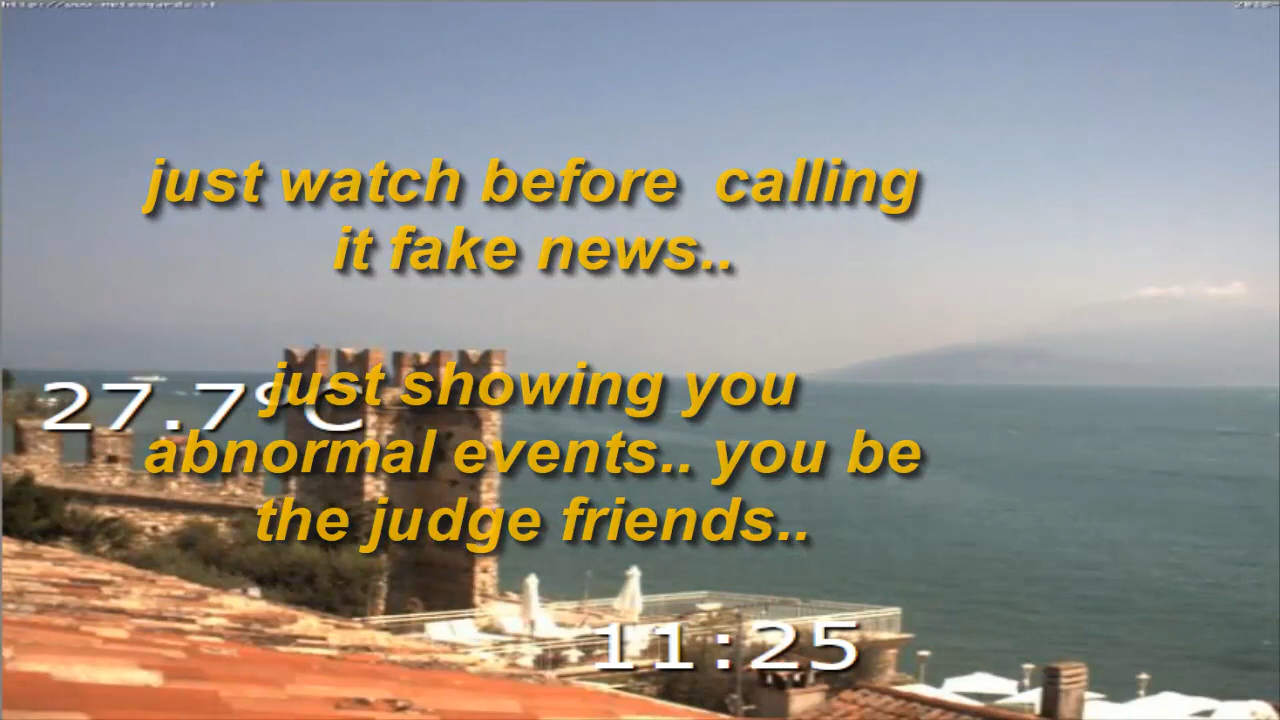 just watch before calling
it fake news..
just showing you
27.7°C
abnormal events.. you be
the judge friends..
11:25